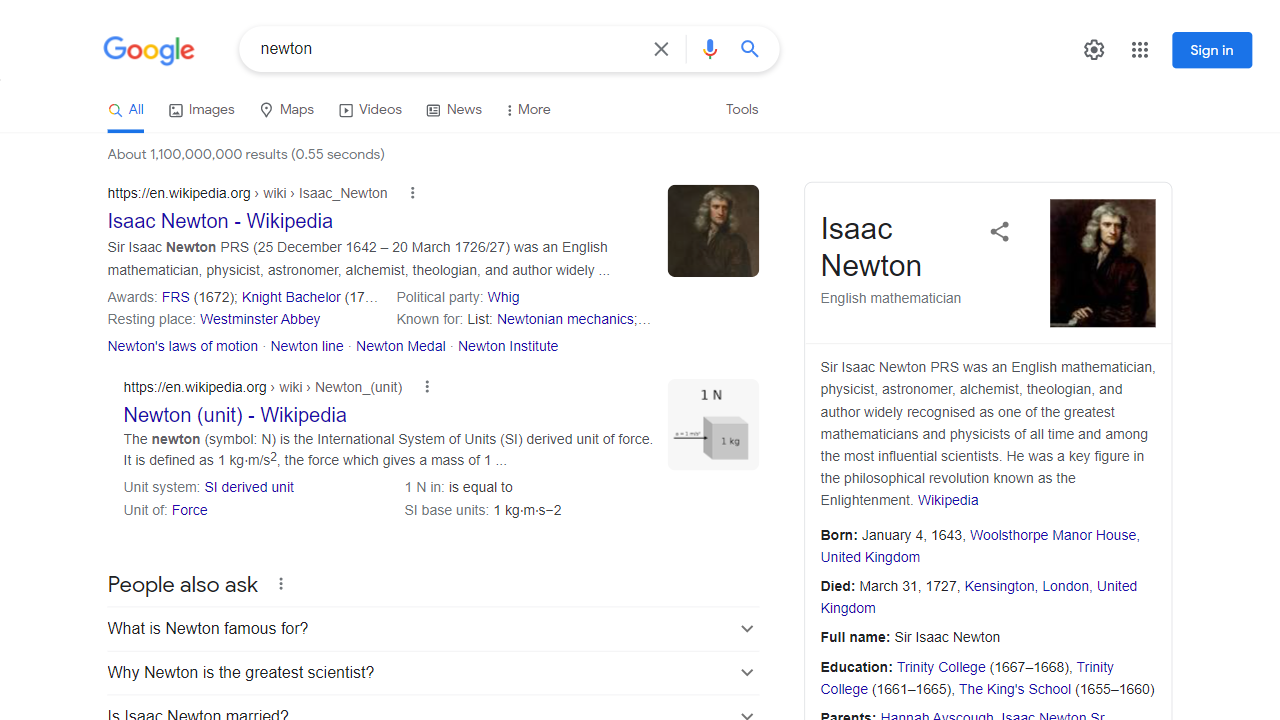 Google
newton
Sign in
All
Images
Maps
Videos
News
More
Tools
About 1,100,000,000 results (0.55 seconds)
https://en.wikipedia.org › wiki › Isaac_Newton
Isaac Newton - Wikipedia
Sir Isaac Newton PRS (25 December 1642 – 20 March 1726/27) was an English
mathematician, physicist, astronomer, alchemist, theologian, and author widely ...
Awards: FRS (1672); Knight Bachelor (17…
Political party: Whig
Resting place: Westminster Abbey
Known for: List: Newtonian mechanics;…
Newton's laws of motion · Newton line · Newton Medal · Newton Institute
https://en.wikipedia.org › wiki › Newton_(unit)
Newton (unit) - Wikipedia
The newton (symbol: N) is the International System of Units (SI) derived unit of force.
It is defined as 1 kg⋅m/s², the force which gives a mass of 1 ...
Unit system: SI derived unit
1 N in: is equal to
Unit of: Force
SI base units: 1 kg⋅m⋅s−2
1 N
a = 1 m/s²
1 kg
People also ask
What is Newton famous for?
Why Newton is the greatest scientist?
Is Isaac Newton married?
Isaac
Newton
English mathematician
Sir Isaac Newton PRS was an English mathematician,
physicist, astronomer, alchemist, theologian, and
author widely recognised as one of the greatest
mathematicians and physicists of all time and among
the most influential scientists. He was a key figure in
the philosophical revolution known as the
Enlightenment. Wikipedia
Born: January 4, 1643, Woolsthorpe Manor House,
United Kingdom
Died: March 31, 1727, Kensington, London, United
Kingdom
Full name: Sir Isaac Newton
Education: Trinity College (1667–1668), Trinity
College (1661–1665), The King's School (1655–1660)
Parents: Hannah Ayscough, Isaac Newton Sr.